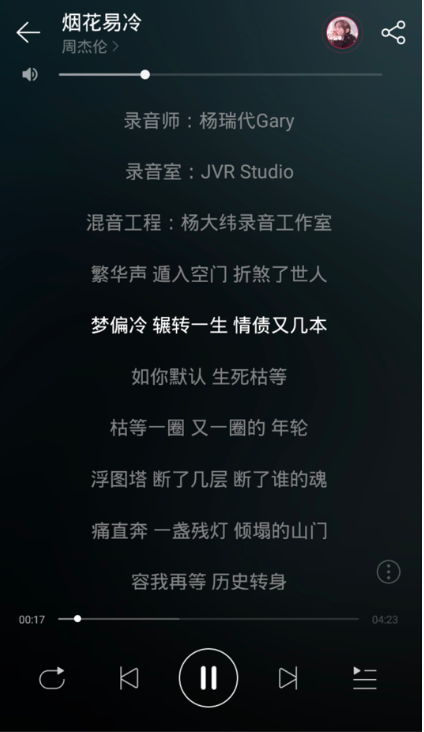 烟花易冷
周杰伦
录音师：杨瑞代Gary
录音室：JVR Studio
混音工程：杨大纬录音工作室
繁华声 遁入空门 折煞了世人
梦偏冷 辗转一生 情债又几本
如你默认 生死枯等
枯等一圈 又一圈的 年轮
浮图塔 断了几层 断了谁的魂
痛直奔 一盏残灯 倾塌的山门
容我再等 历史转身
00:17 04:23